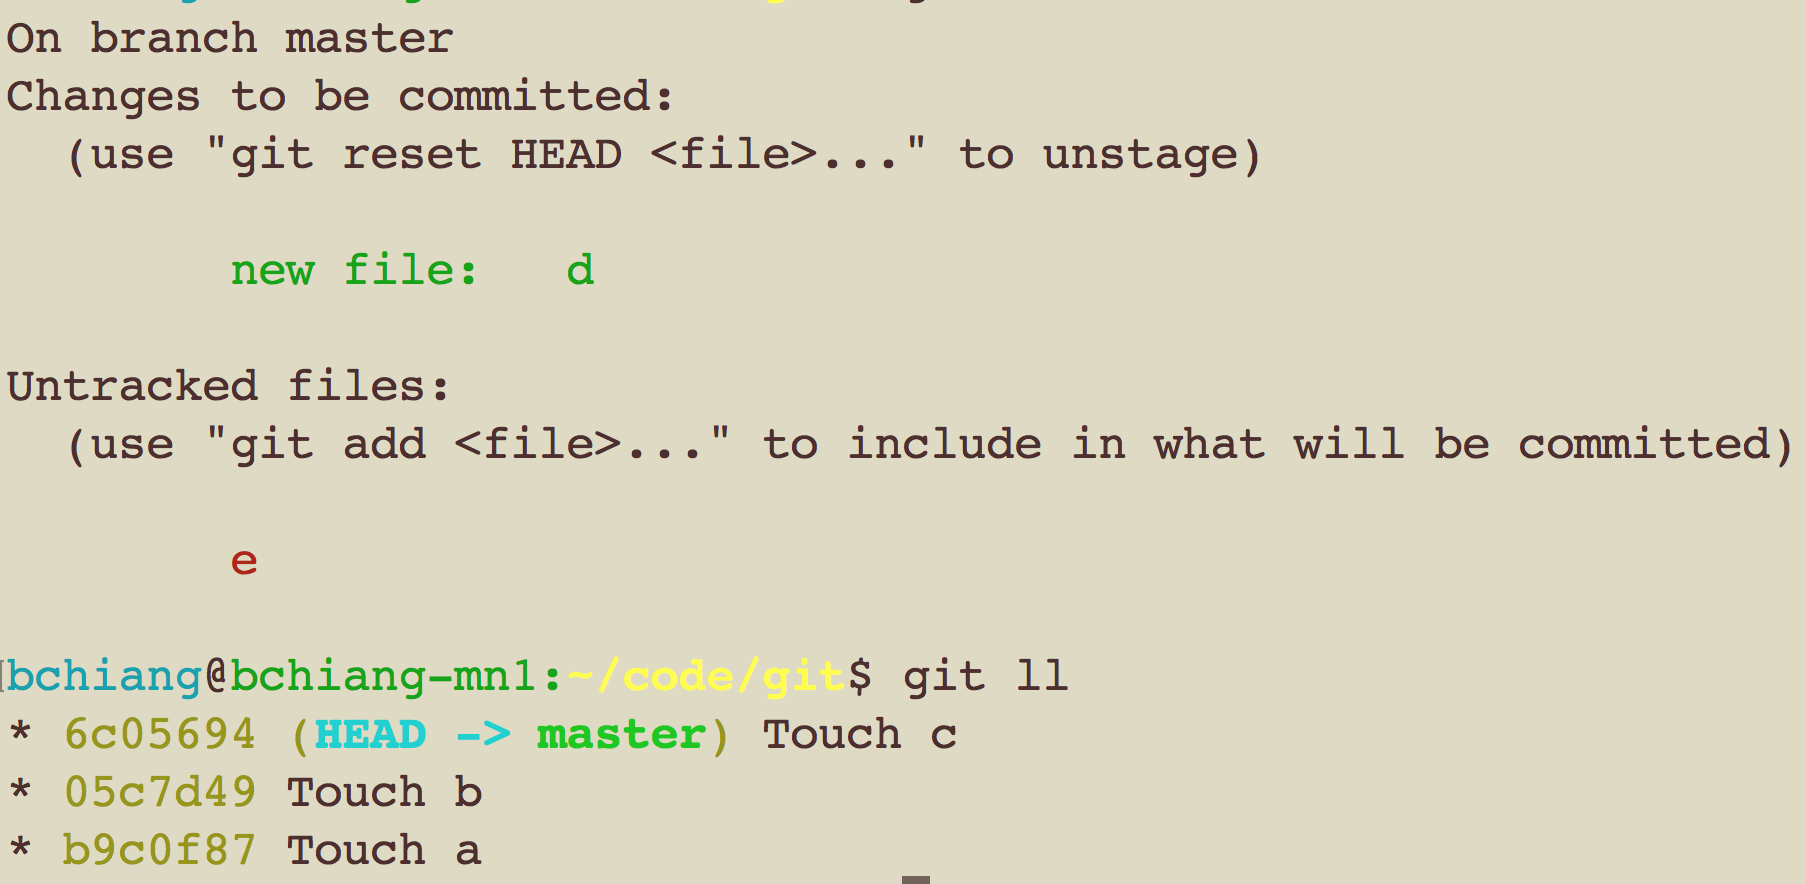 On branch master
Changes to be committed:
  (use "git reset HEAD <file>..." to unstage)
        new file:   d
Untracked files:
  (use "git add <file>..." to include in what will be committed)
        e
bchiang@bchiang-mn1:~/code/git$ git ll
* 6c05694 (HEAD -> master) Touch c
* 05c7d49 Touch b
* b9c0f87 Touch a